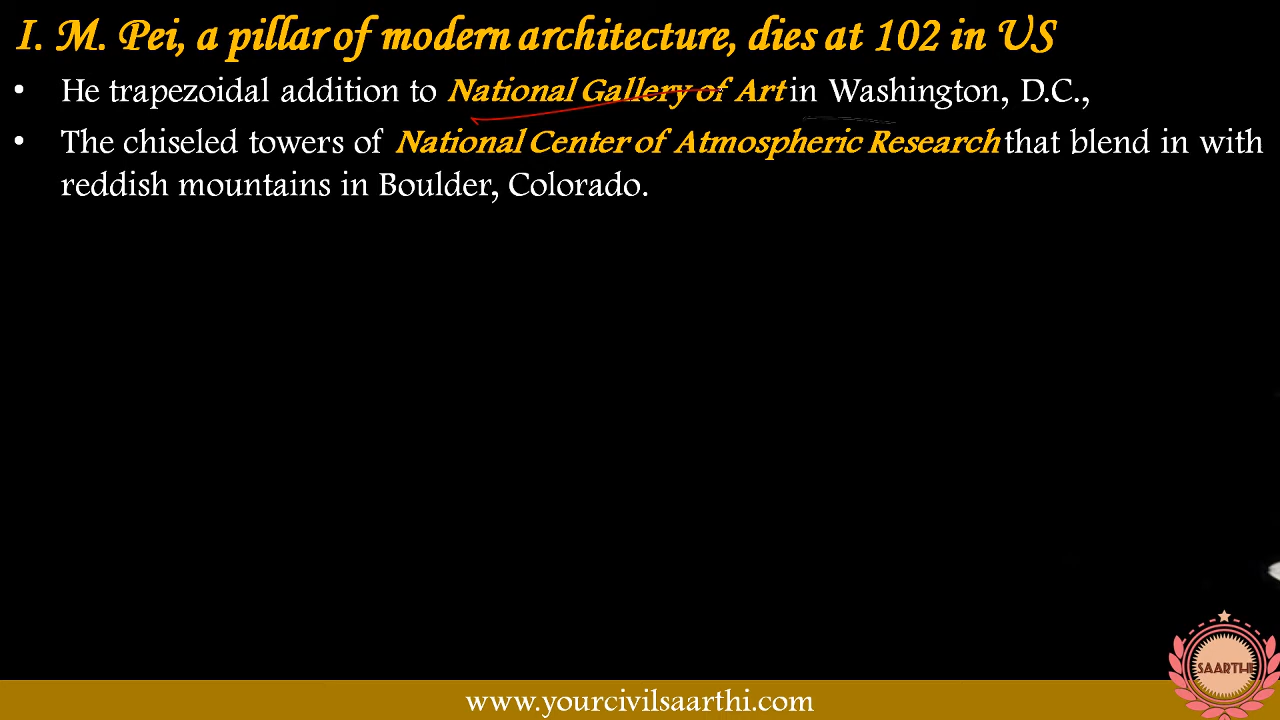 I. M. Pei, a pillar of modern architecture, dies at 102 in US
• He trapezoidal addition to National Gallery of Art in Washington, D.C.,
• The chiseled towers of National Center of Atmospheric Research that blend in with
reddish mountains in Boulder, Colorado.
SAARTHI
www.yourcivilsaarthi.com